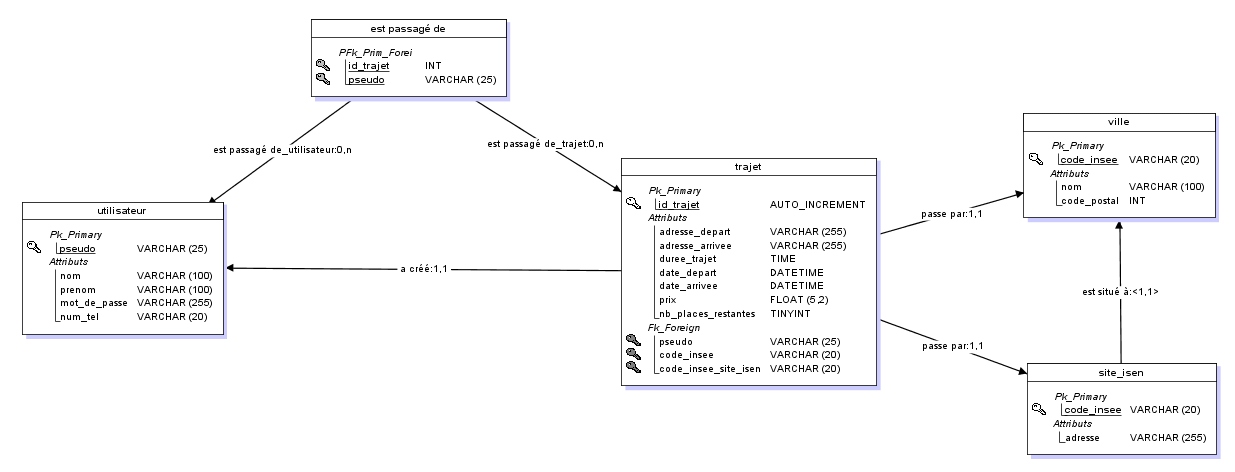 est passagé de
PFk_Prim_Forei
id_trajet INT
pseudo VARCHAR (25)
est passagé de_utilisateur:0,n
est passagé de_trajet:0,n
utilisateur
Pk_Primary
pseudo VARCHAR (25)
Attributs
nom VARCHAR (100)
prenom VARCHAR (100)
mot_de_passe VARCHAR (255)
num_tel VARCHAR (20)
a créé:1,1
trajet
Pk_Primary
id_trajet AUTO_INCREMENT
Attributs
adresse_depart VARCHAR (255)
adresse_arrivee VARCHAR (255)
duree_trajet TIME
date_depart DATETIME
date_arrivee DATETIME
prix FLOAT (5,2)
nb_places_restantes TINYINT
Fk_Foreign
pseudo VARCHAR (25)
code_insee VARCHAR (20)
code_insee_site_isen VARCHAR (20)
passe par:1,1
passe par:1,1
ville
Pk_Primary
code_insee VARCHAR (20)
Attributs
nom VARCHAR (100)
code_postal INT
est situé à:<1,1>
site_isen
Pk_Primary
code_insee VARCHAR (20)
Attributs
adresse VARCHAR (255)